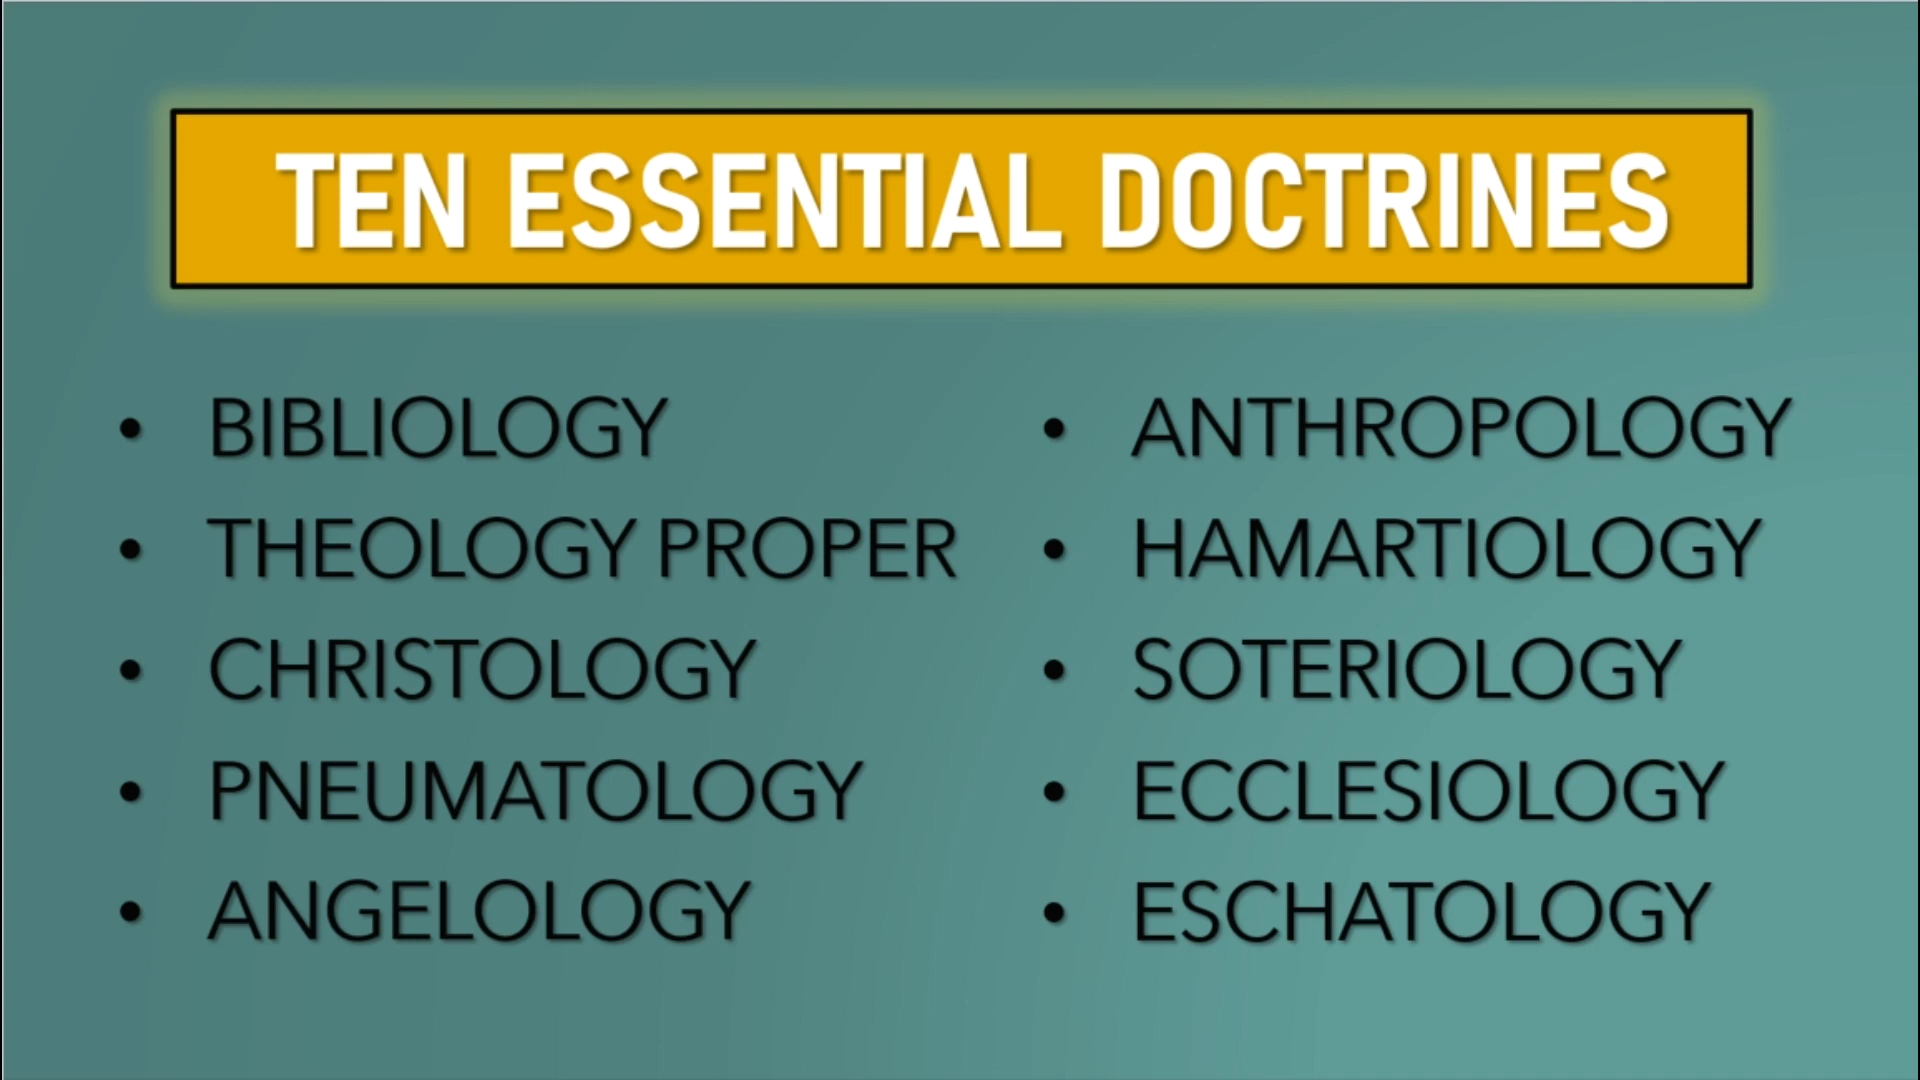 TEN ESSENTIAL DOCTRINES
• BIBLIOLOGY
• THEOLOGY PROPER
• CHRISTOLOGY
• PNEUMATOLOGY
• ANGELOLOGY
• ANTHROPOLOGY
• HAMARTIOLOGY
• SOTERIOLOGY
• ECCLESIOLOGY
• ESCHATOLOGY